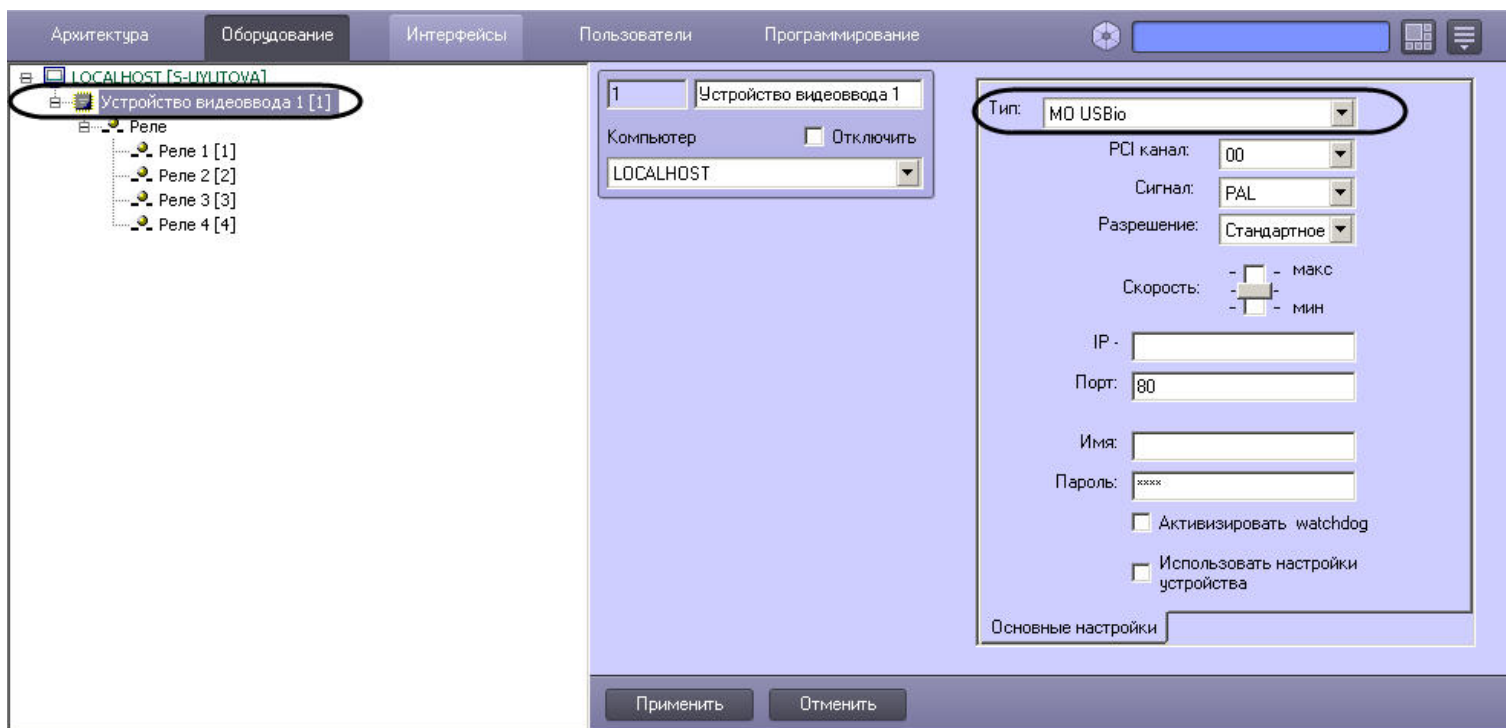 Архитектура Оборудование Интерфейсы Пользователи Программирование
LOCALHOST [S-UYUTOVA]
Устройство видеоввода 1 [1]
Реле
Реле 1 [1]
Реле 2 [2]
Реле 3 [3]
Реле 4 [4]
1 Устройство видеоввода 1
Компьютер Отключить
LOCALHOST
Тип: MO USBio
PCI канал: 00
Сигнал: PAL
Разрешение: Стандартное
макс
Скорость:
мин
IP -
Порт: 80
Имя:
Пароль: ****
Активизировать watchdog
Использовать настройки
устройства
Основные настройки
Применить Отменить